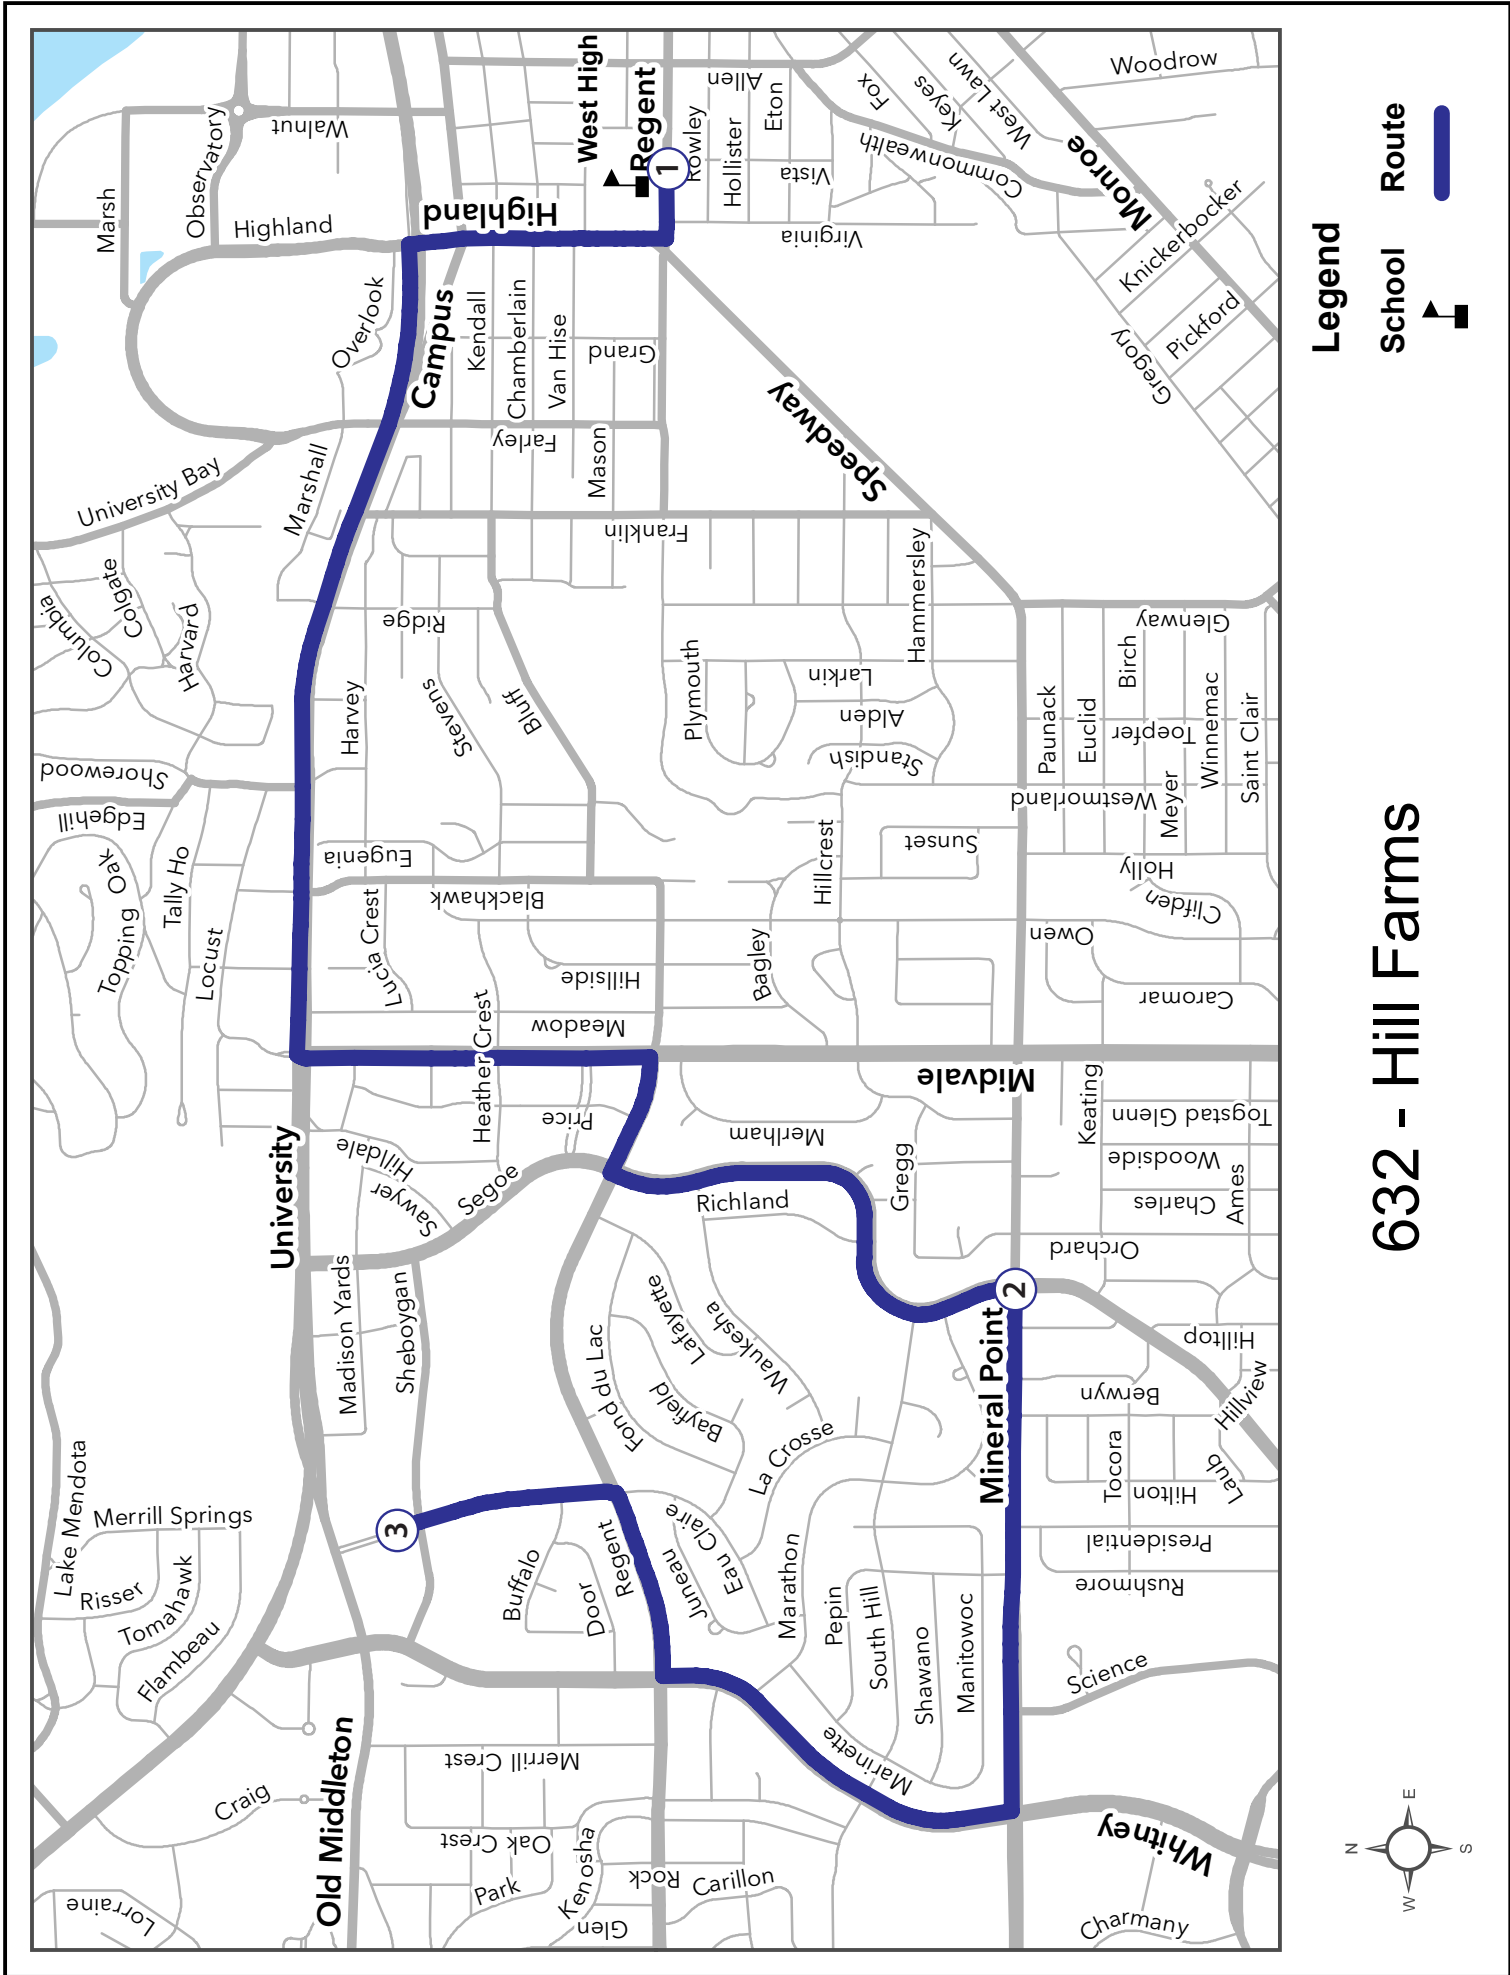 632 - Hill Farms
Legend
School
Route
N
E
S
W
West High
Regent
1
2
3
Highland
Campus
University
Midvale
Mineral Point
Speedway
Monroe
Whitney
Old Middleton
Marsh
Observatory
Highland
Walnut
Overlook
Kendall
Chamberlain
Van Hise
Grand
Farley
Mason
Franklin
Rowley
Hollister
Allen
Eton
Vista
Virginia
Fox
Keyes
West Lawn
Commonwealth
Woodrow
Knickerbocker
Pickford
Gregory
University Bay
Marshall
Columbia
Colgate
Harvard
Shorewood
Edgehill
Topping
Oak
Tally Ho
Locust
Harvey
Ridge
Stevens
Bluff
Eugenia
Blackhawk
Lucia Crest
Heather Crest
Hillside
Meadow
Price
Plymouth
Larkin
Alden
Standish
Hammersley
Hillcrest
Sunset
Bagley
Glenway
Birch
Paunack
Euclid
Toepfer
Winnemac
Saint Clair
Westmorland
Meyer
Holly
Clifden
Owen
Caromar
Keating
Togstad Glenn
Woodside
Charles
Ames
Orchard
Hilltop
Hillview
Berwyn
Tocora
Laub
Hilton
Presidential
Rushmore
Science
Charmany
Merlham
Gregg
Richland
Hilldale
Sawyer
Segoe
Madison Yards
Sheboygan
Lafayette
Waukesha
Fond du Lac
Bayfield
La Crosse
Eau Claire
Juneau
Regent
Door
Buffalo
Marathon
Pepin
South Hill
Shawano
Manitowoc
Marinette
Lake Mendota
Merrill Springs
Risser
Tomahawk
Flambeau
Craig
Lorraine
Merrill Crest
Oak Crest
Park
Kenosha
Glen
Rock
Carillon